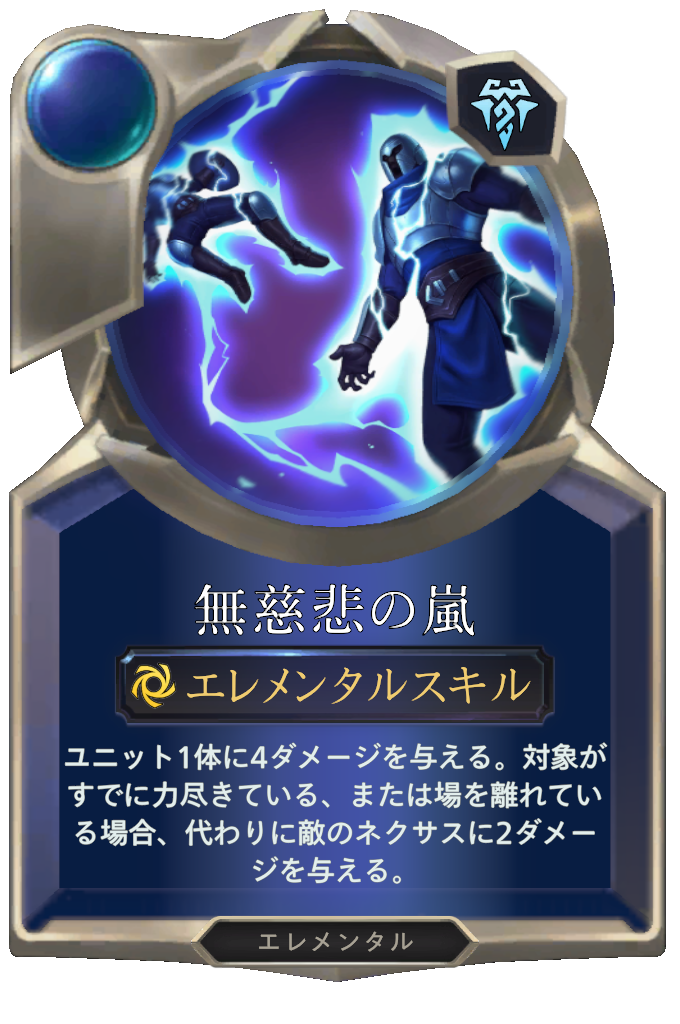 無慈悲の嵐
エレメンタルスキル
ユニット1体に4ダメージを与える。対象が
すでに力尽きている、または場を離れてい
る場合、代わりに敵のネクサスに2ダメー
ジを与える。
エレメンタル